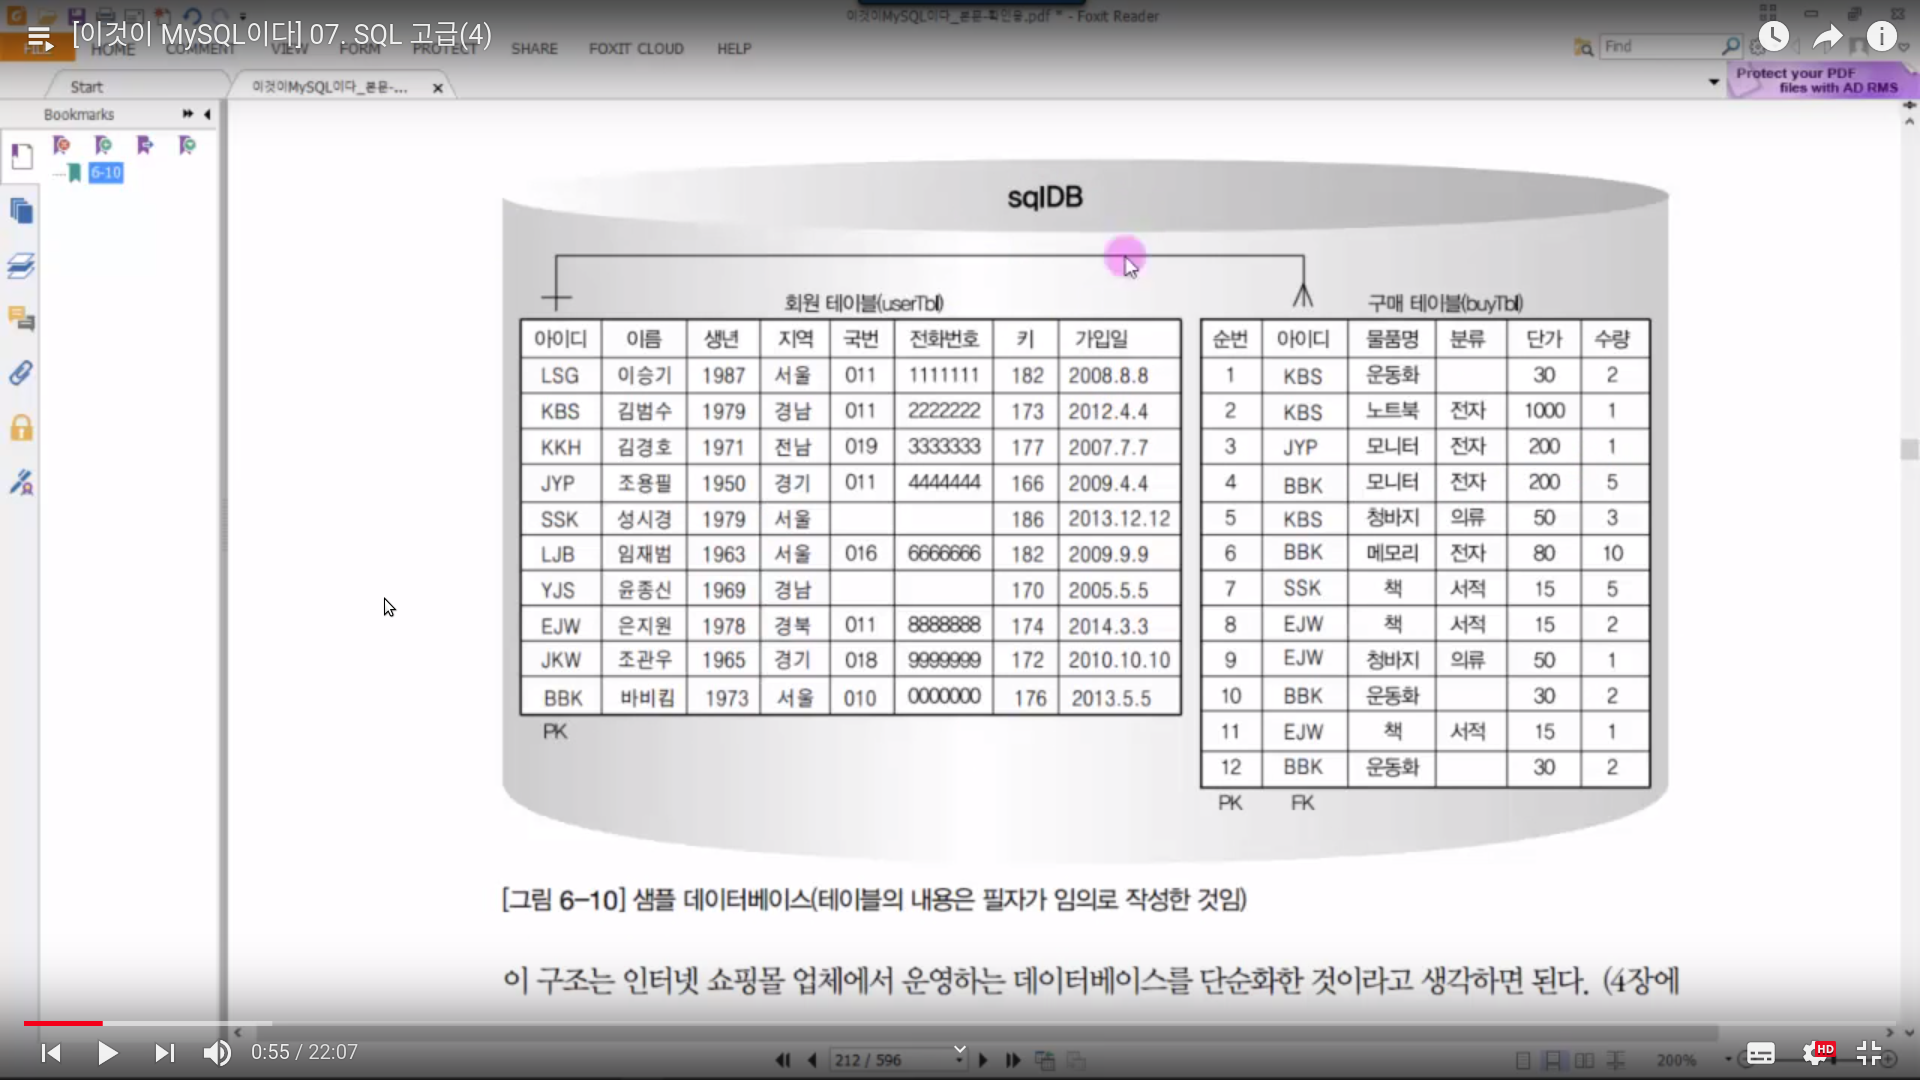 이것이MySQL이다_본문-확인용.pdf * - Foxit Reader
[이것이 MySQL이다] 07. SQL 고급(4)
HOME COMMENT VIEW FORM PROTECT SHARE FOXIT CLOUD HELP
Find
Start
이것이MySQL이다_본문-...
Protect your PDF
files with AD RMS
Bookmarks
6-10
sqlDB
회원 테이블(userTbl)
아이디 이름 생년 지역 국번 전화번호 키 가입일
LSG 이승기 1987 서울 011 1111111 182 2008.8.8
KBS 김범수 1979 경남 011 2222222 173 2012.4.4
KKH 김경호 1971 전남 019 3333333 177 2007.7.7
JYP 조용필 1950 경기 011 4444444 166 2009.4.4
SSK 성시경 1979 서울 186 2013.12.12
LJB 임재범 1963 서울 016 6666666 182 2009.9.9
YJS 윤종신 1969 경남 170 2005.5.5
EJW 은지원 1978 경북 011 8888888 174 2014.3.3
JKW 조관우 1965 경기 018 9999999 172 2010.10.10
BBK 바비킴 1973 서울 010 0000000 176 2013.5.5
PK
구매 테이블(buyTbl)
순번 아이디 물품명 분류 단가 수량
1 KBS 운동화 30 2
2 KBS 노트북 전자 1000 1
3 JYP 모니터 전자 200 1
4 BBK 모니터 전자 200 5
5 KBS 청바지 의류 50 3
6 BBK 메모리 전자 80 10
7 SSK 책 서적 15 5
8 EJW 책 서적 15 2
9 EJW 청바지 의류 50 1
10 BBK 운동화 30 2
11 EJW 책 서적 15 1
12 BBK 운동화 30 2
PK FK
[그림 6-10] 샘플 데이터베이스(테이블의 내용은 필자가 임의로 작성한 것임)
이 구조는 인터넷 쇼핑몰 업체에서 운영하는 데이터베이스를 단순화한 것이라고 생각하면 된다. (4장에
0:55 / 22:07
212 / 596
200%
HD